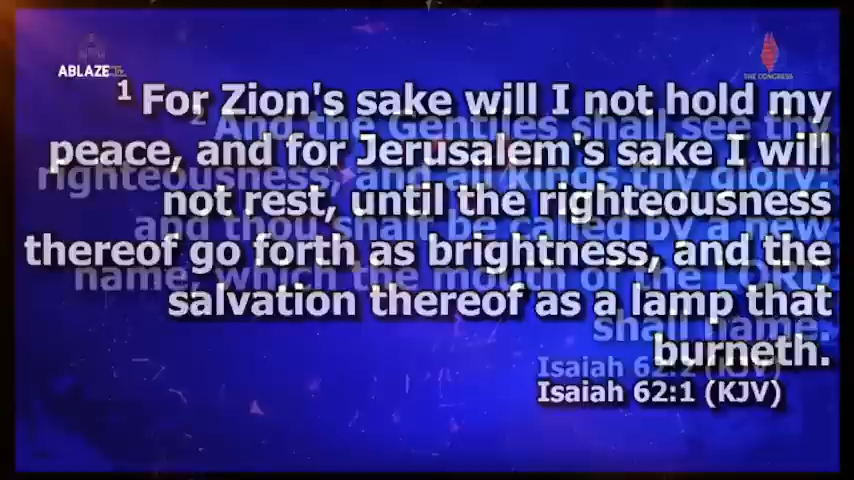 ABLAZE TV
THE CONGRESS
1 For Zion's sake will I not hold my
peace, and for Jerusalem's sake I will
not rest, until the righteousness
thereof go forth as brightness, and the
salvation thereof as a lamp that
burneth.
Isaiah 62:1 (KJV)
2 And the Gentiles shall see thy
righteousness, and all kings thy glory:
and thou shalt be called by a new
name, which the mouth of the LORD
shall name.
Isaiah 62:2 (KJV)